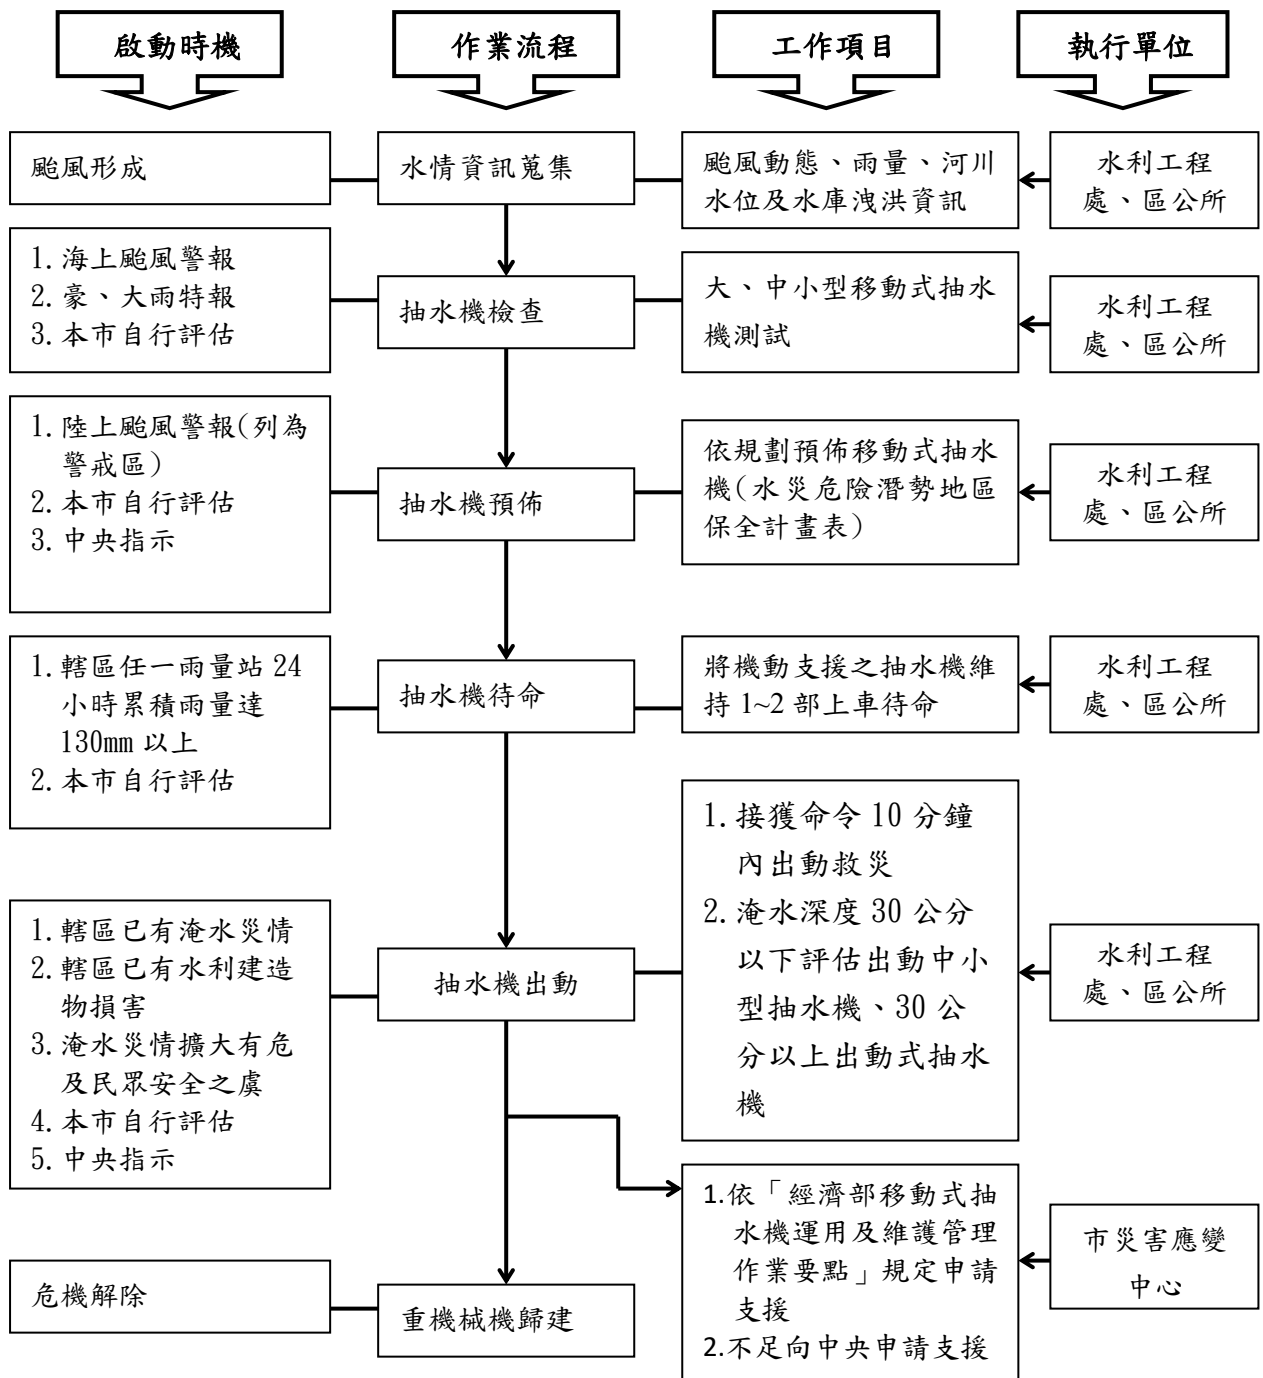 啟動時機
作業流程
工作項目
執行單位
颱風形成
水情資訊蒐集
颱風動態、雨量、河川
水位及水庫洩洪資訊
水利工程
處、區公所
1.海上颱風警報
2.豪、大雨特報
3.本市自行評估
抽水機檢查
大、中小型移動式抽水
機測試
水利工程
處、區公所
1.陸上颱風警報(列為
警戒區)
2.本市自行評估
3.中央指示
抽水機預佈
依規劃預佈移動式抽水
機(水災危險潛勢地區
保全計畫表)
水利工程
處、區公所
1.轄區任一雨量站 24
小時累積雨量達
130mm 以上
2.本市自行評估
抽水機待命
將機動支援之抽水機維
持 1~2 部上車待命
水利工程
處、區公所
1.轄區已有淹水災情
2.轄區已有水利建造
物損害
3.淹水災情擴大有危
及民眾安全之虞
4.本市自行評估
5.中央指示
抽水機出動
1.接獲命令 10 分鐘
內出動救災
2.淹水深度 30 公分
以下評估出動中小
型抽水機、30 公
分以上出動式抽水
機
水利工程
處、區公所
1.依「經濟部移動式抽
水機運用及維護管理
作業要點」規定申請
支援
2.不足向中央申請支援
市災害應變
中心
危機解除
重機械機歸建